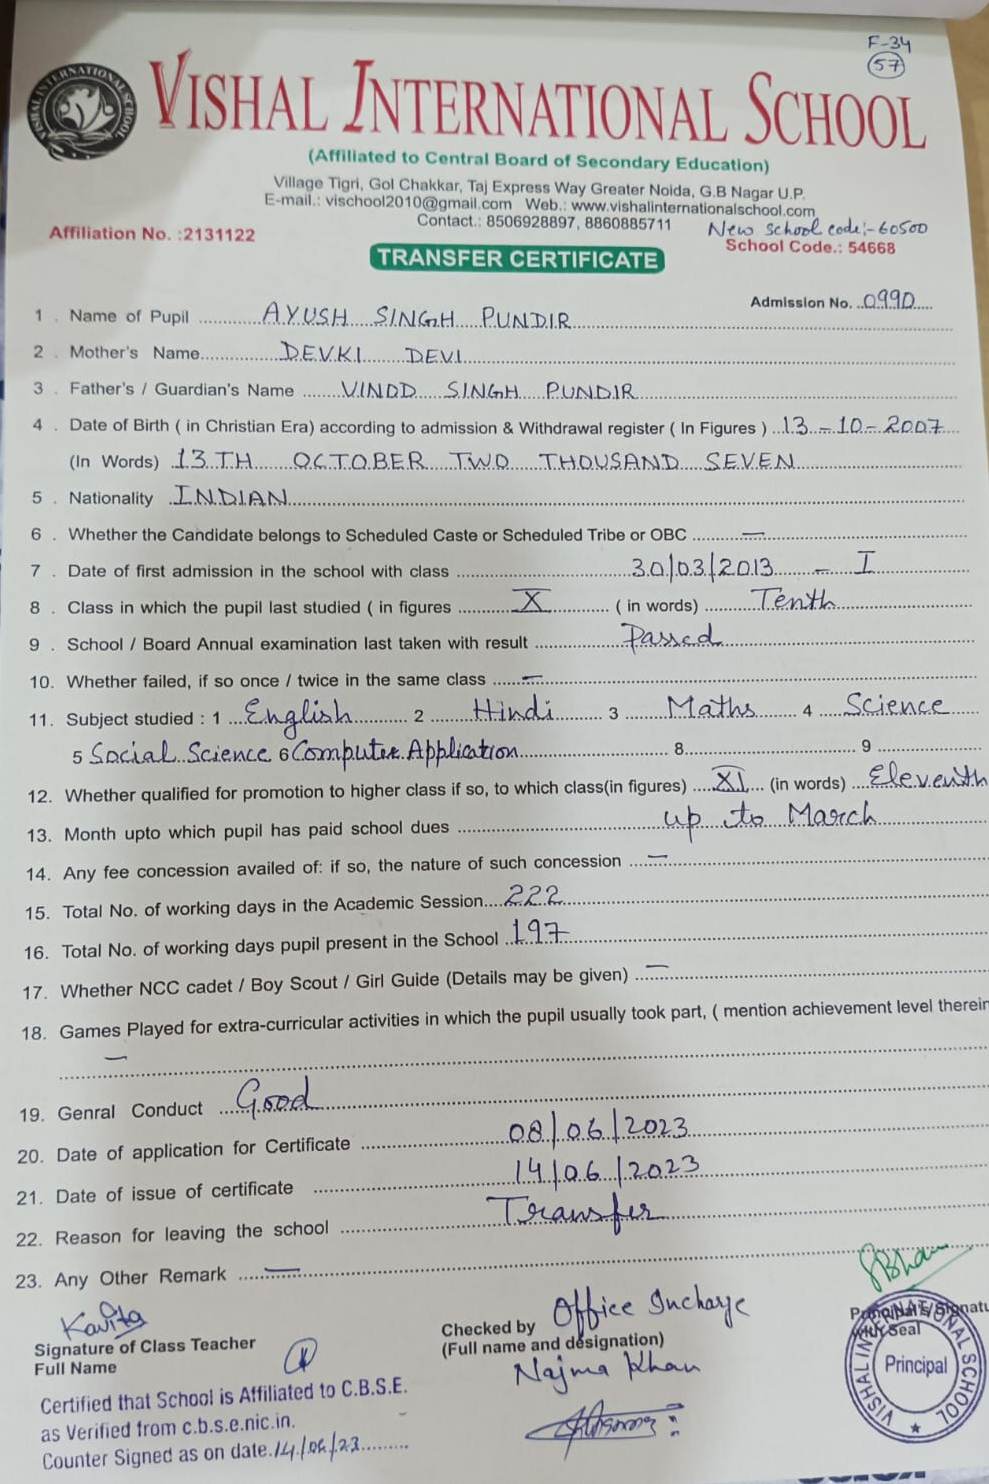 F-34
57
VISHAL INTERNATIONAL SCHOOL
VISHAL INTERNATIONAL SCHOOL
(Affiliated to Central Board of Secondary Education)
Village Tigri, Gol Chakkar, Taj Express Way Greater Noida, G.B Nagar U.P.
E-mail.: vischool2010@gmail.com Web.: www.vishalinternationalschool.com
Contact.: 8506928897, 8860885711
New school code:-60500
Affiliation No. :2131122
School Code.: 54668
TRANSFER CERTIFICATE
Admission No. 0990
1 . Name of Pupil AYUSH SINGH PUNDIR
2 . Mother's Name DEVKI DEVI
3 . Father's / Guardian's Name VINOD SINGH PUNDIR
4 . Date of Birth ( in Christian Era) according to admission & Withdrawal register ( In Figures ) 13-10-2007
(In Words) 13TH OCTOBER TWO THOUSAND SEVEN
5 . Nationality INDIAN
6 . Whether the Candidate belongs to Scheduled Caste or Scheduled Tribe or OBC —
7 . Date of first admission in the school with class 30/03/2013 - I
8 . Class in which the pupil last studied ( in figures X ( in words) Tenth
9 . School / Board Annual examination last taken with result Passed
10. Whether failed, if so once / twice in the same class —
11. Subject studied : 1 English 2 Hindi 3 Maths 4 Science
5 Social Science 6 Computer Application 8 9
12. Whether qualified for promotion to higher class if so, to which class(in figures) XI (in words) Eleventh
13. Month upto which pupil has paid school dues up to March
14. Any fee concession availed of: if so, the nature of such concession —
15. Total No. of working days in the Academic Session 222
16. Total No. of working days pupil present in the School 197
17. Whether NCC cadet / Boy Scout / Girl Guide (Details may be given) —
18. Games Played for extra-curricular activities in which the pupil usually took part, ( mention achievement level therein
—
19. Genral Conduct Good
20. Date of application for Certificate 08/06/2023
21. Date of issue of certificate 14/06/2023
22. Reason for leaving the school Transfer
23. Any Other Remark —
Kavita
Signature of Class Teacher
Full Name
Checked by Office Incharge
(Full name and designation)
Najma Khan
with Seal
VISHAL INTERNATIONAL SCHOOL
Principal
Certified that School is Affiliated to C.B.S.E.
as Verified from c.b.s.e.nic.in.
Counter Signed as on date. 14/06/23